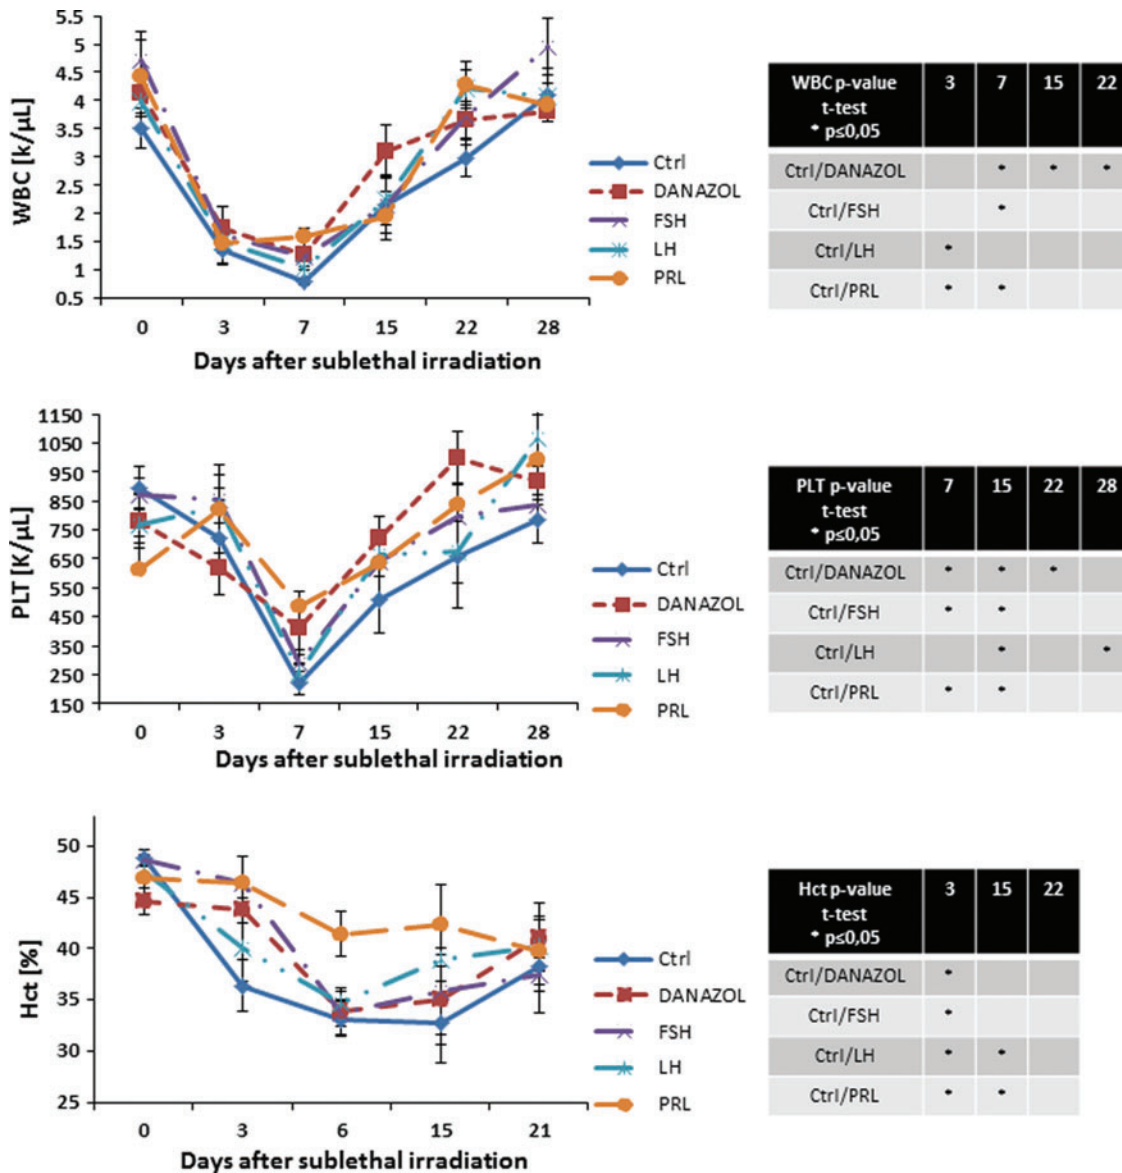 5.5
5
4.5
4
3.5
3
2.5
2
1.5
1
0.5
WBC [k/µL]
0 3 7 15 22 28
Days after sublethal irradiation
Ctrl
DANAZOL
FSH
LH
PRL
WBC p-value 3 7 15 22
t-test
* p≤0,05
Ctrl/DANAZOL * * *
Ctrl/FSH *
Ctrl/LH *
Ctrl/PRL * *
1150
1050
950
850
750
650
550
450
350
250
150
PLT [K/µL]
0 3 7 15 22 28
Days after sublethal irradiation
Ctrl
DANAZOL
FSH
LH
PRL
PLT p-value 7 15 22 28
t-test
* p≤0,05
Ctrl/DANAZOL * * *
Ctrl/FSH * *
Ctrl/LH * *
Ctrl/PRL * *
50
45
40
35
30
25
Hct [%]
0 3 6 15 21
Days after sublethal irradiation
Ctrl
DANAZOL
FSH
LH
PRL
Hct p-value 3 15 22
t-test
* p≤0,05
Ctrl/DANAZOL *
Ctrl/FSH *
Ctrl/LH * *
Ctrl/PRL * *